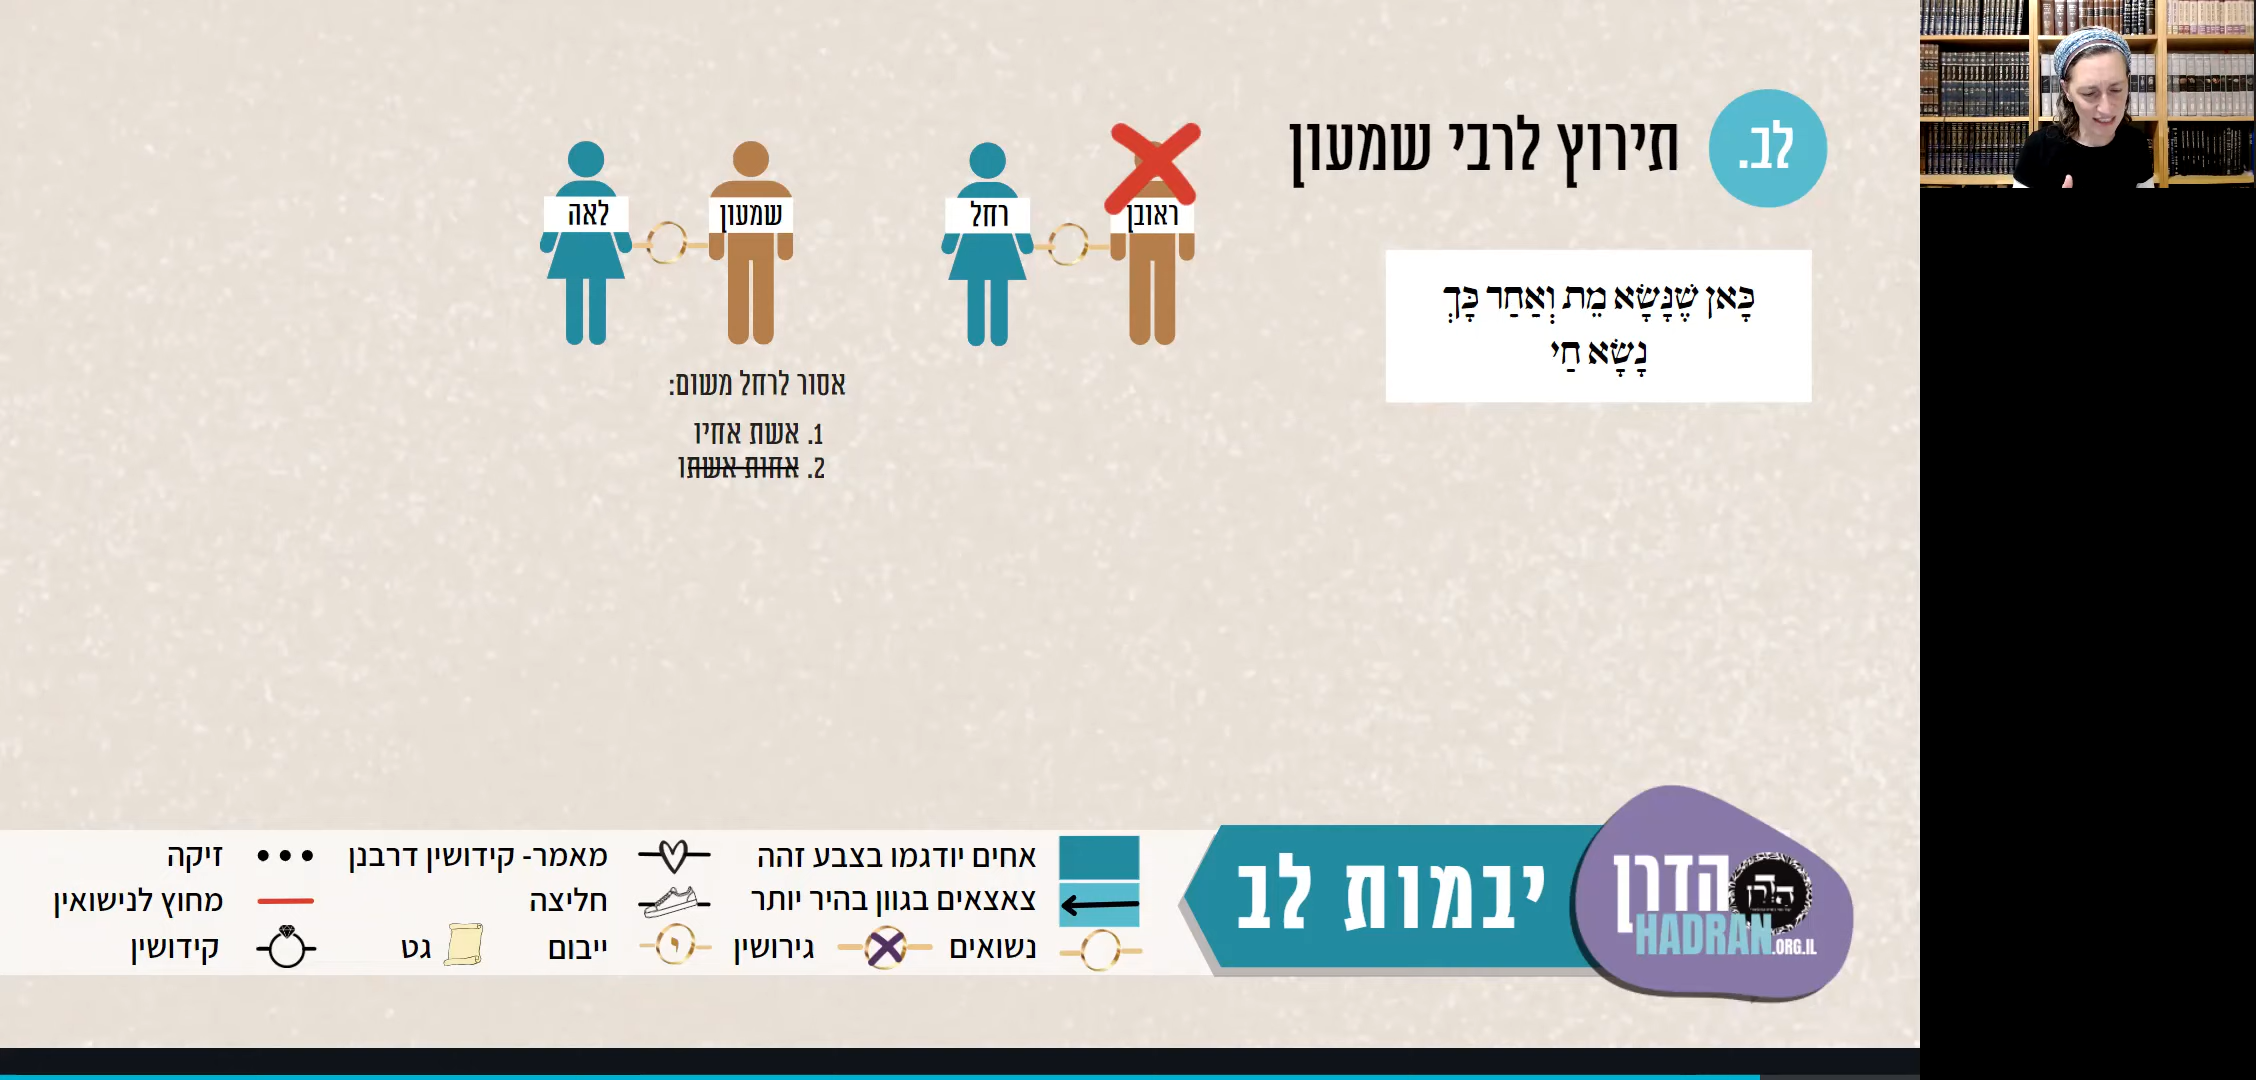 לב.
תירוץ לרבי שמעון
כָּאן שֶׁנָּשָׂא מֵת וְאַחַר כָּךְ
נָשָׂא חַי
ראובן
רחל
שמעון
לאה
אסור לרחל משום:
1. אשת אחיו
2. אחות אשתו
הדרן
HADRAN.ORG.IL
יבמות לב
אחים יודגמו בצבע זהה
צאצאים בגוון בהיר יותר
נשואים
גירושין
מאמר- קידושין דרבנן
חליצה
ייבום
י
גט
זיקה
מחוץ לנישואין
קידושין